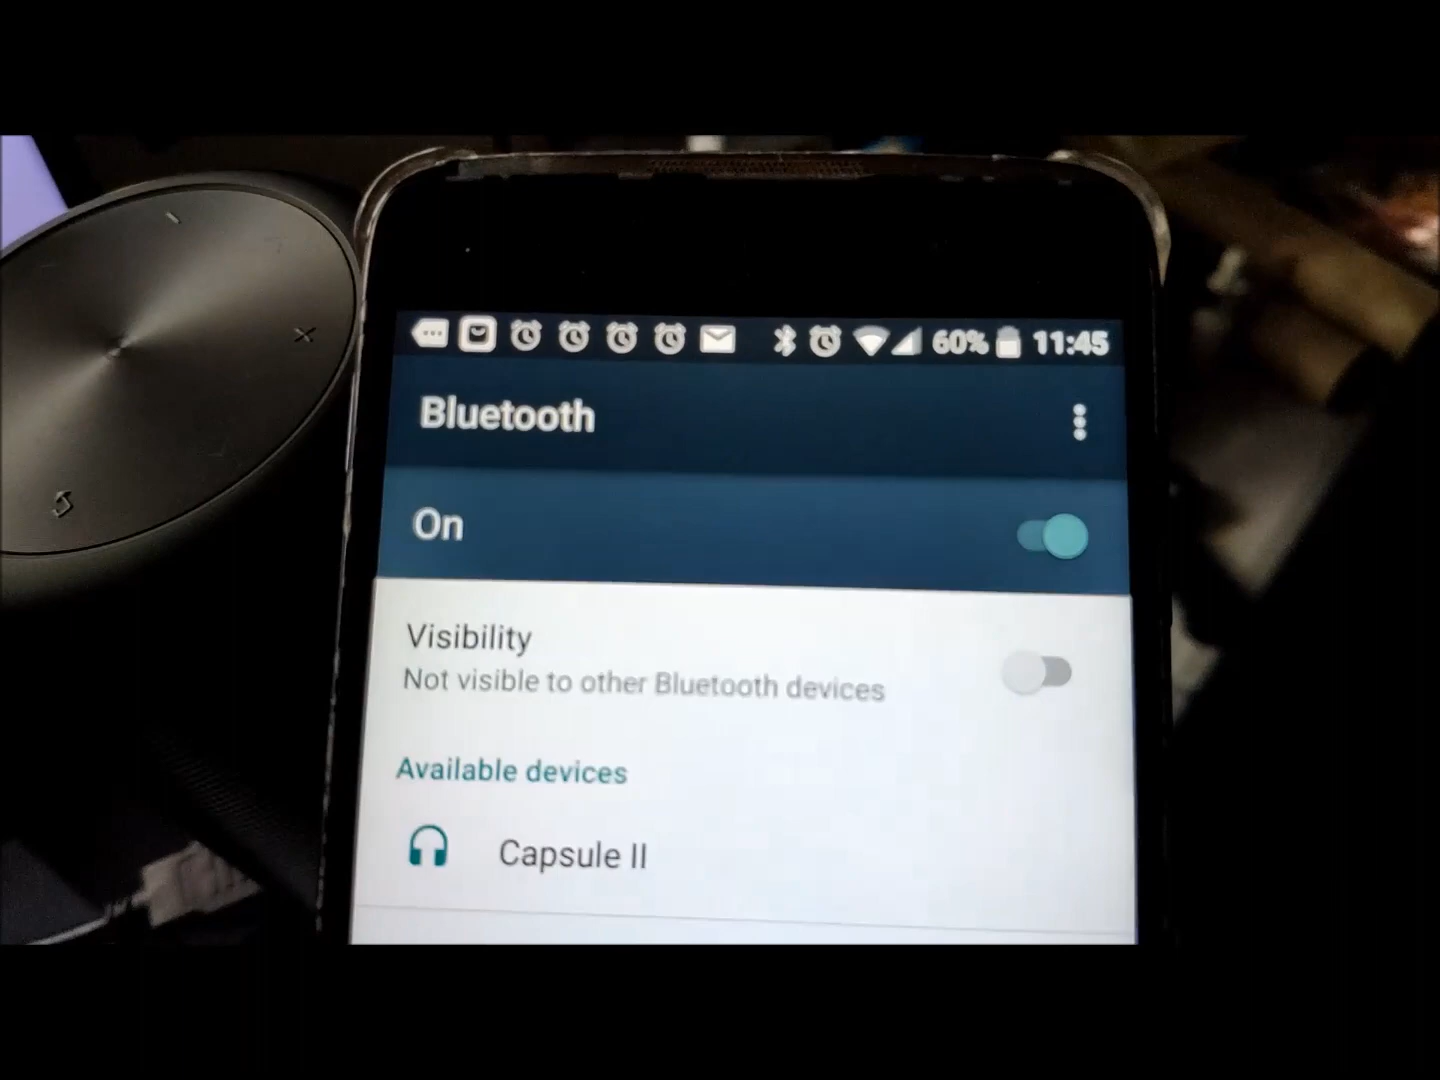 60% 11:45
Bluetooth
On
Visibility
Not visible to other Bluetooth devices
Available devices
Capsule II